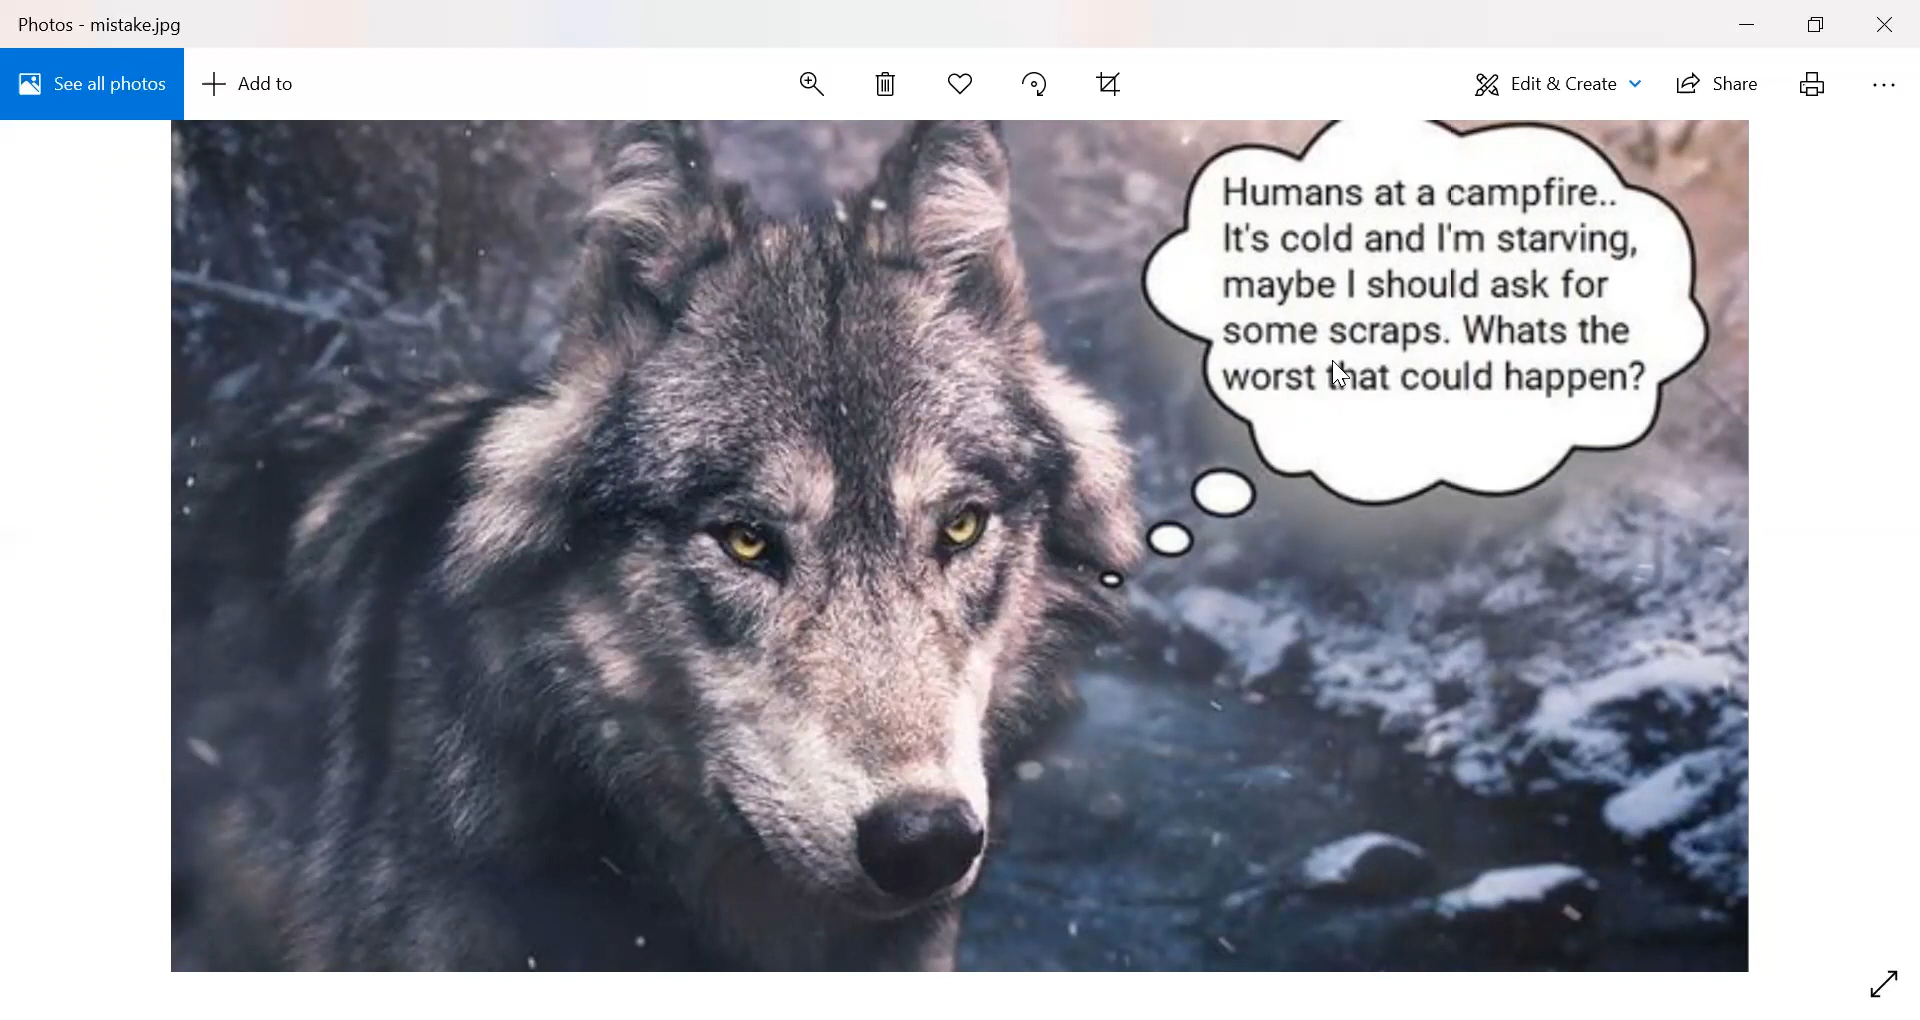 Photos - mistake.jpg
See all photos
Add to
Edit & Create
Share
Humans at a campfire..
It's cold and I'm starving,
maybe I should ask for
some scraps. Whats the
worst that could happen?